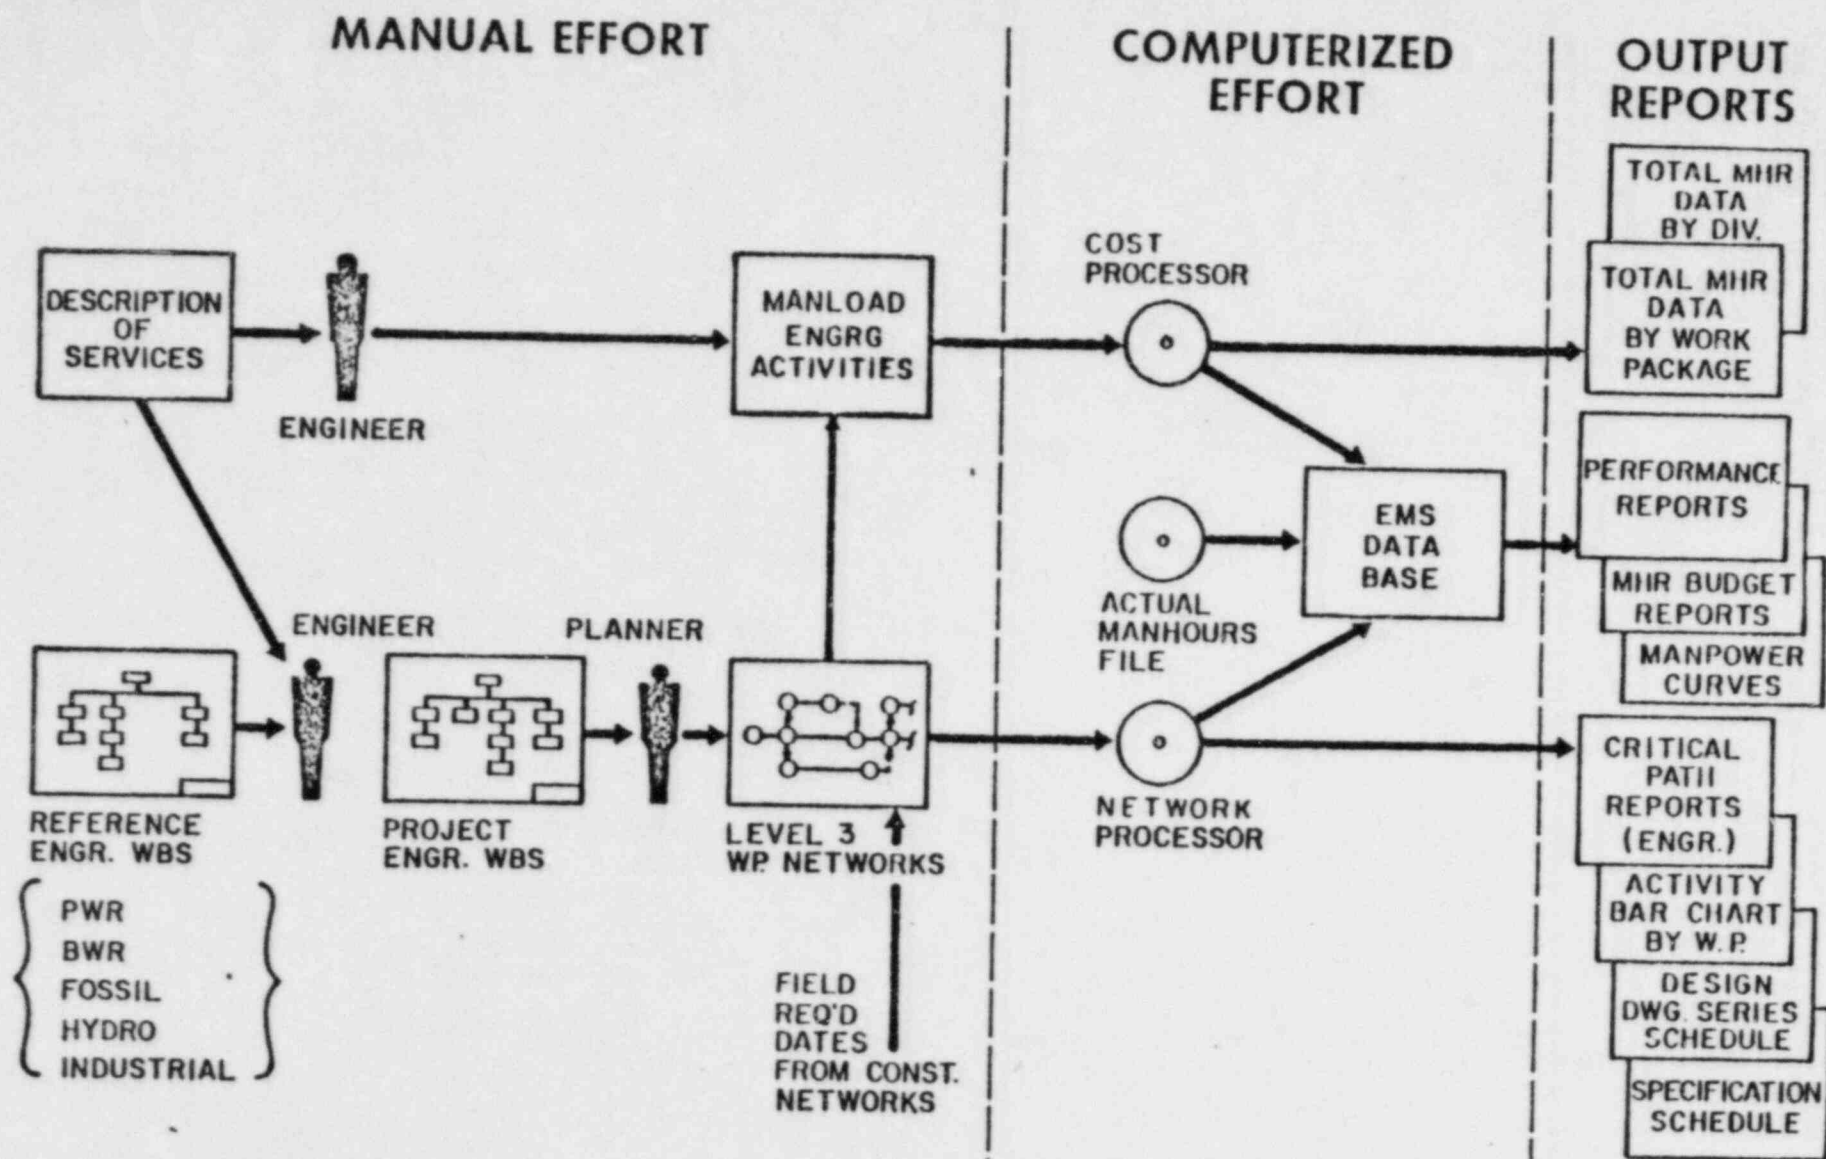 MANUAL EFFORT
COMPUTERIZED
EFFORT
OUTPUT
REPORTS
DESCRIPTION
OF
SERVICES
ENGINEER
MANLOAD
ENGRG
ACTIVITIES
COST
PROCESSOR
TOTAL MHR
DATA
BY DIV.
TOTAL MHR
DATA
BY WORK
PACKAGE
ACTUAL
MANHOURS
FILE
EMS
DATA
BASE
PERFORMANCE
REPORTS
MHR BUDGET
REPORTS
MANPOWER
CURVES
REFERENCE
ENGR. WBS
PWR
BWR
FOSSIL
HYDRO
INDUSTRIAL
ENGINEER
PROJECT
ENGR. WBS
PLANNER
LEVEL 3
WP. NETWORKS
FIELD
REQ'D
DATES
FROM CONST.
NETWORKS
NETWORK
PROCESSOR
CRITICAL
PATH
REPORTS
(ENGR.)
ACTIVITY
BAR CHART
BY W.P.
DESIGN
DWG. SERIES
SCHEDULE
SPECIFICATION
SCHEDULE